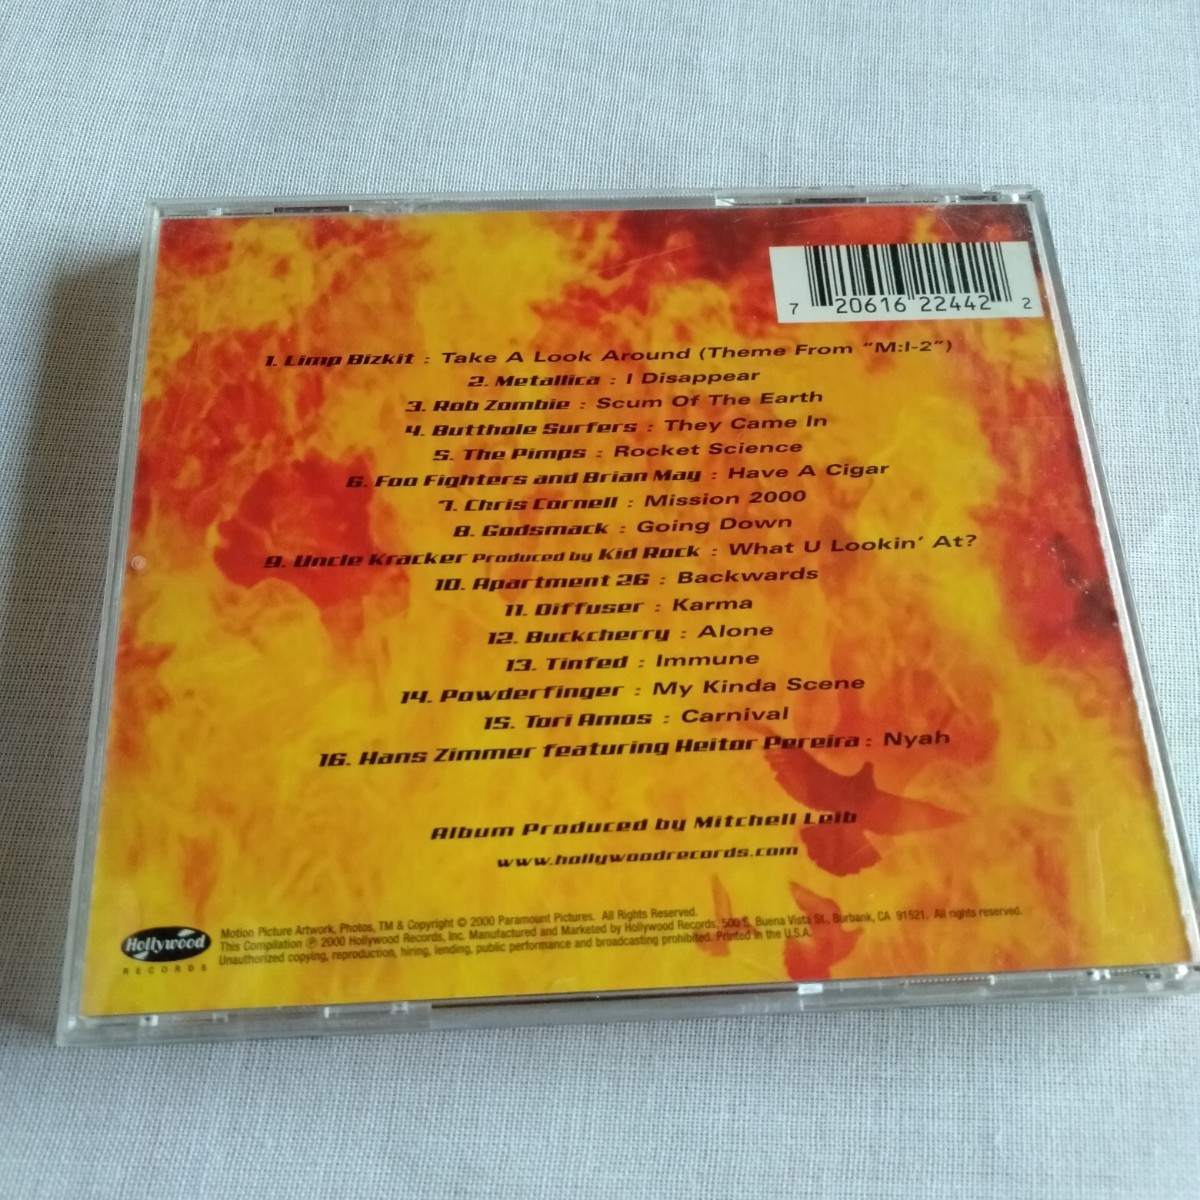 7 20616 22442 2
1. Limp Bizkit : Take A Look Around (Theme From "M:I-2")
2. Metallica : I Disappear
3. Rob Zombie : Scum Of The Earth
4. Butthole Surfers : They Came In
5. The Pimps : Rocket Science
6. Foo Fighters and Brian May : Have A Cigar
7. Chris Cornell : Mission 2000
8. Godsmack : Going Down
9. Uncle Kracker Produced by Kid Rock : What U Lookin' At?
10. Apartment 26 : Backwards
11. Diffuser : Karma
12. Buckcherry : Alone
13. Tinfed : Immune
14. Powderfinger : My Kinda Scene
15. Tori Amos : Carnival
16. Hans Zimmer featuring Heitor Pereira : Nyah
Album Produced by Mitchell Leib
www.hollywoodrecords.com
Hollywood
RECORDS
Motion Picture Artwork, Photos, TM & Copyright © 2000 Paramount Pictures. All Rights Reserved.
This Compilation ℗ 2000 Hollywood Records, Inc. Manufactured and Marketed by Hollywood Records, 500 S. Buena Vista St., Burbank, CA 91521. All rights reserved.
Unauthorized copying, reproduction, hiring, lending, public performance and broadcasting prohibited. Printed in the U.S.A.